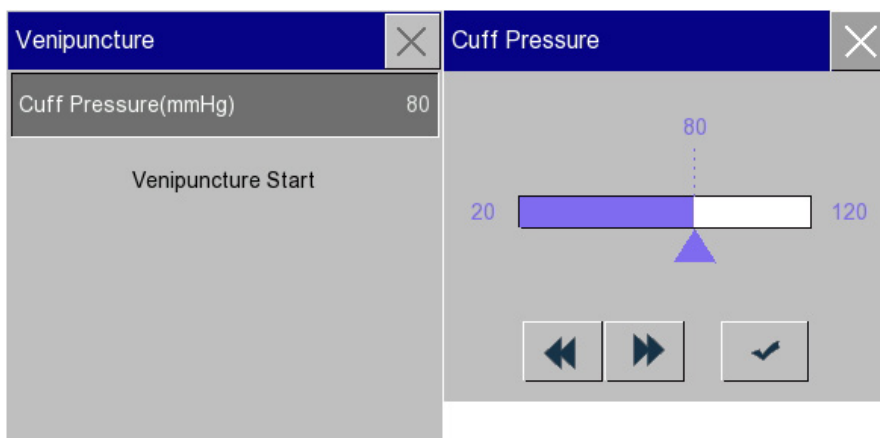 Venipuncture
Cuff Pressure(mmHg) 80
Venipuncture Start
Cuff Pressure
80
20 120